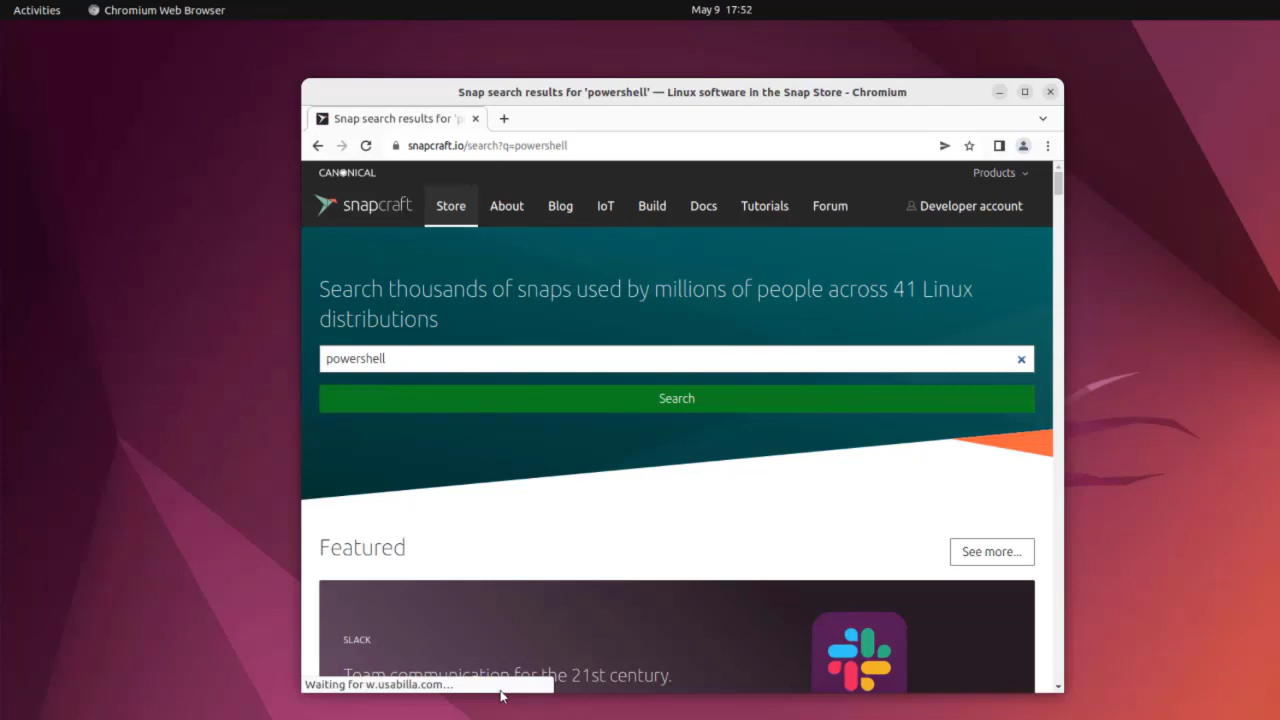 Activities
Chromium Web Browser
May 9 17:52
Snap search results for 'powershell' — Linux software in the Snap Store - Chromium
Snap search results for 'p
snapcraft.io/search?q=powershell
CANONICAL
Products
snapcraft
Store
About
Blog
IoT
Build
Docs
Tutorials
Forum
Developer account
Search thousands of snaps used by millions of people across 41 Linux
distributions
powershell
Search
Featured
See more...
SLACK
Team communication for the 21st century.
Waiting for w.usabilla.com...